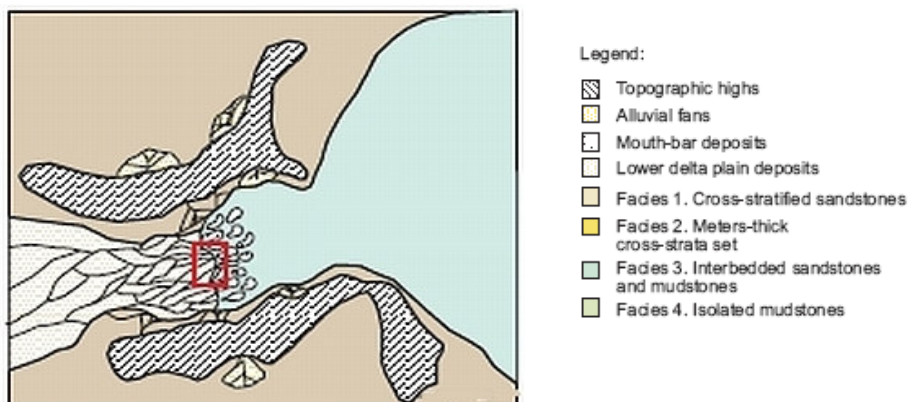 Legend:
Topographic highs
Alluvial fans
Mouth-bar deposits
Lower delta plain deposits
Facies 1. Cross-stratified sandstones
Facies 2. Meters-thick
cross-strata set
Facies 3. Interbedded sandstones
and mudstones
Facies 4. Isolated mudstones